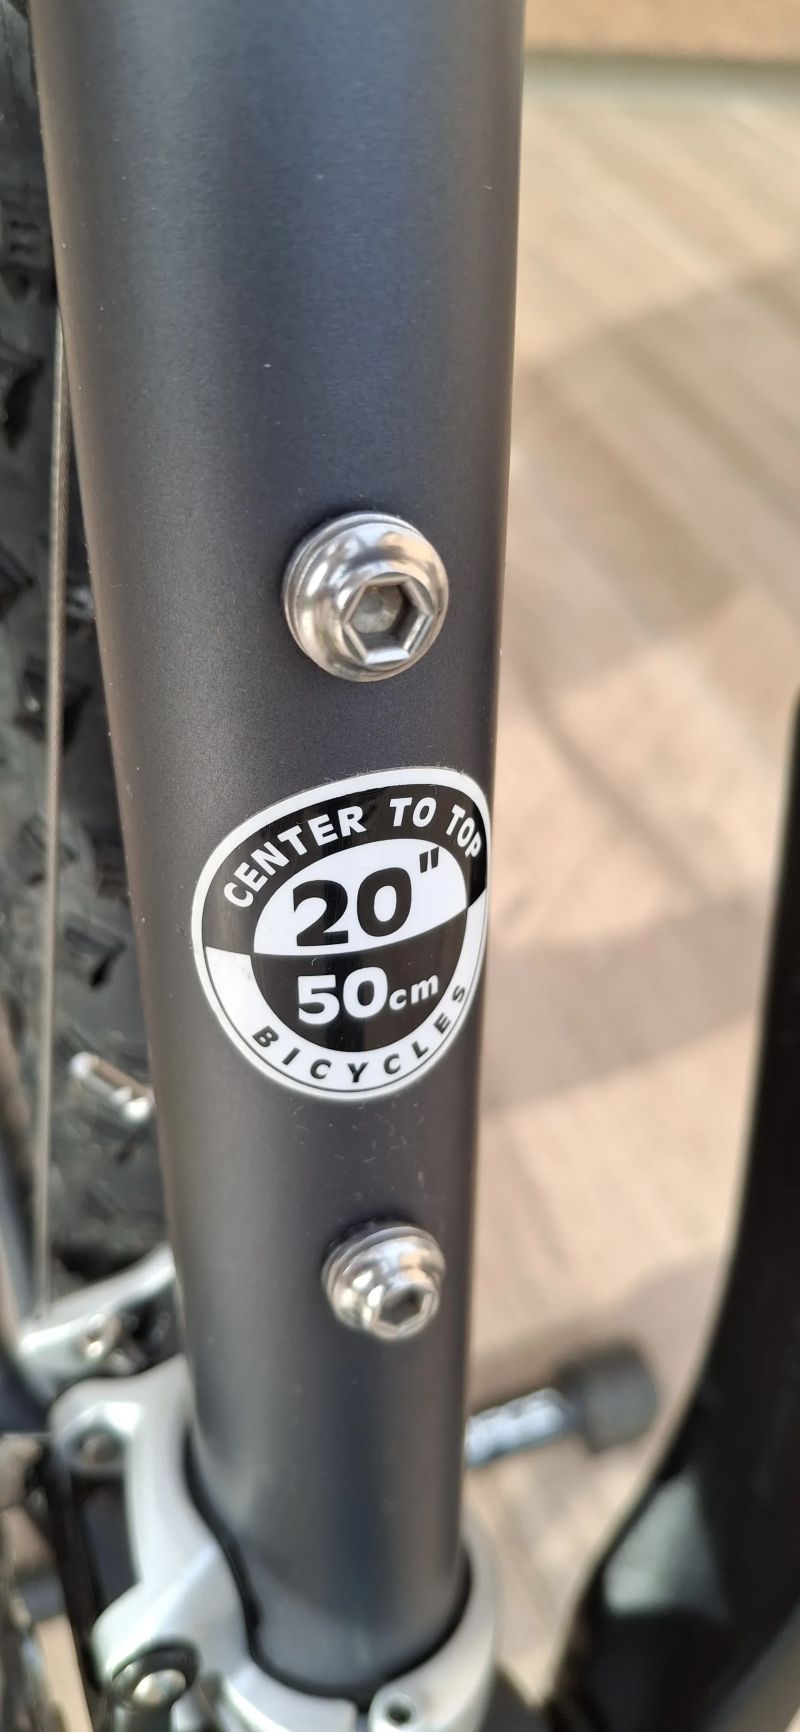 CENTER TO TOP
20"
50cm
BICYCLES